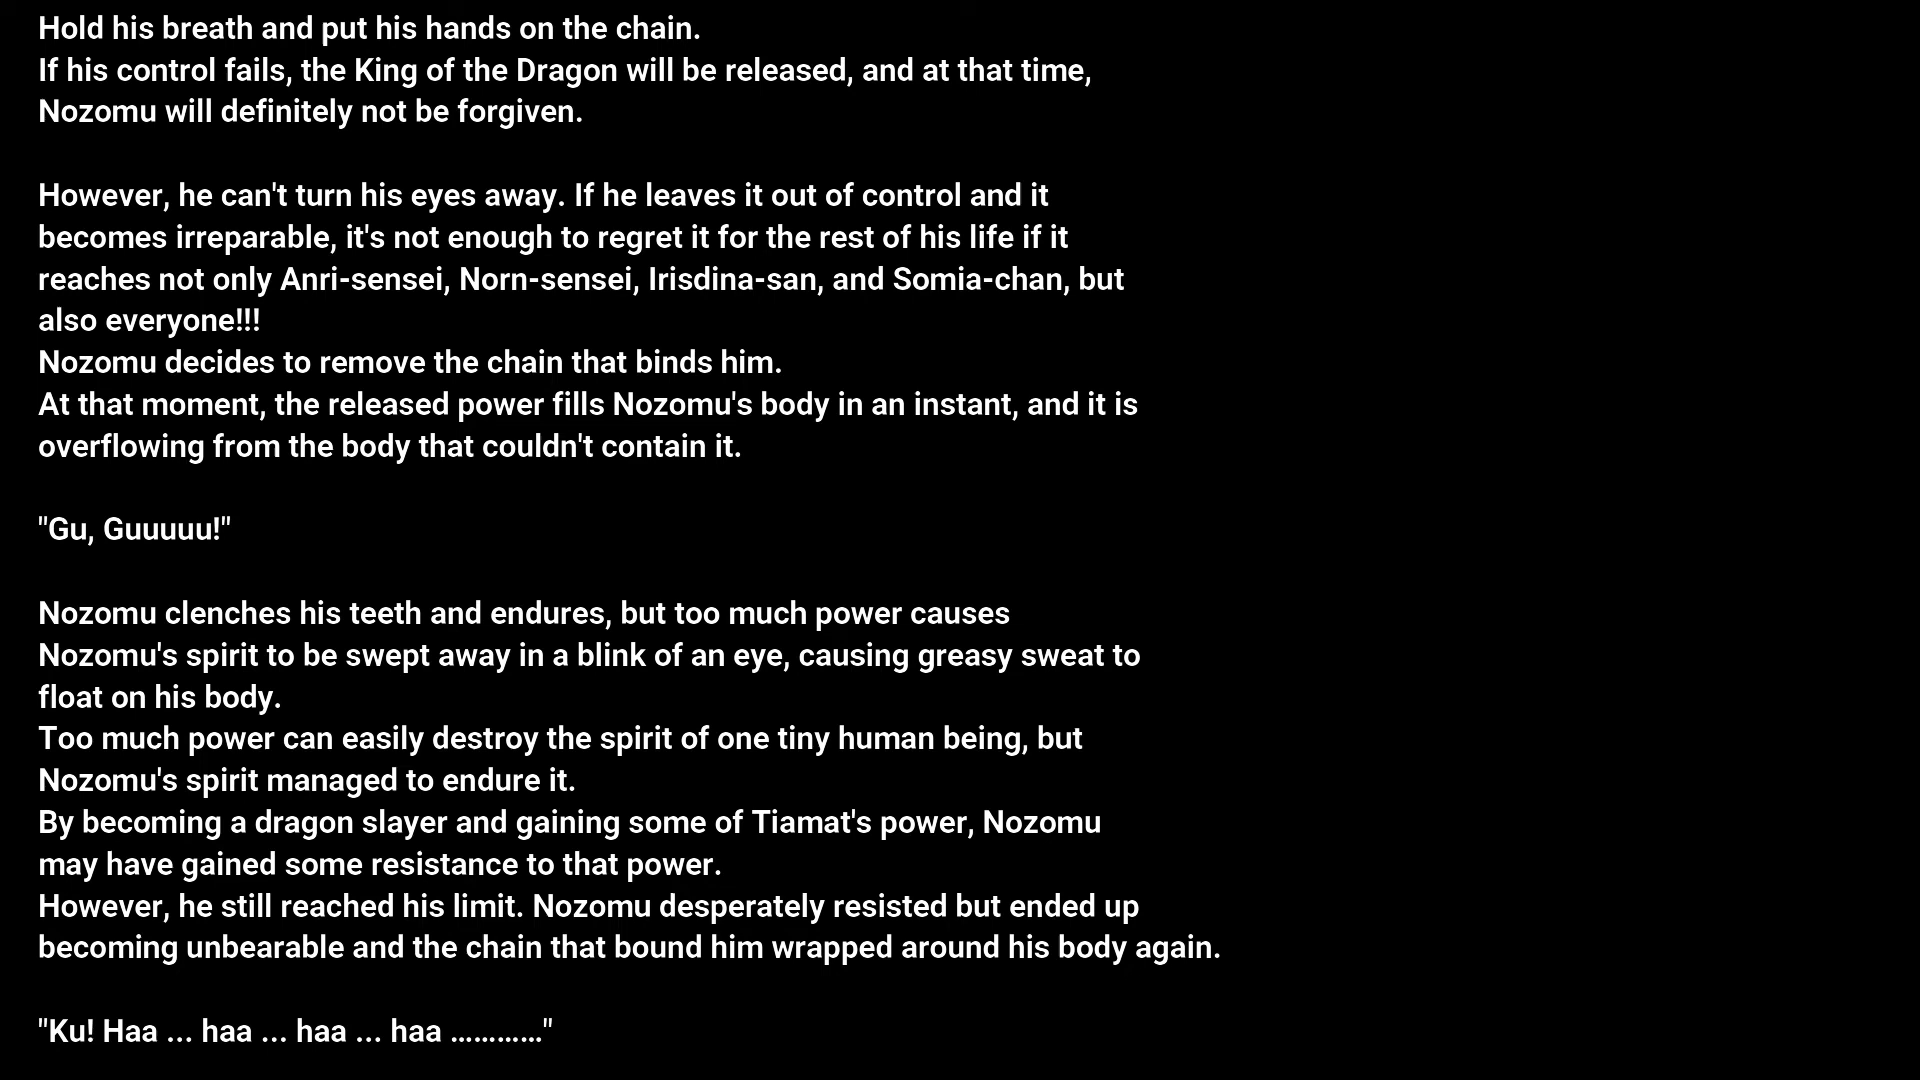 Hold his breath and put his hands on the chain.
If his control fails, the King of the Dragon will be released, and at that time,
Nozomu will definitely not be forgiven.
However, he can't turn his eyes away. If he leaves it out of control and it
becomes irreparable, it's not enough to regret it for the rest of his life if it
reaches not only Anri-sensei, Norn-sensei, Irisdina-san, and Somia-chan, but
also everyone!!!
Nozomu decides to remove the chain that binds him.
At that moment, the released power fills Nozomu's body in an instant, and it is
overflowing from the body that couldn't contain it.
"Gu, Guuuuu!"
Nozomu clenches his teeth and endures, but too much power causes
Nozomu's spirit to be swept away in a blink of an eye, causing greasy sweat to
float on his body.
Too much power can easily destroy the spirit of one tiny human being, but
Nozomu's spirit managed to endure it.
By becoming a dragon slayer and gaining some of Tiamat's power, Nozomu
may have gained some resistance to that power.
However, he still reached his limit. Nozomu desperately resisted but ended up
becoming unbearable and the chain that bound him wrapped around his body again.
"Ku! Haa ... haa ... haa ... haa …………"